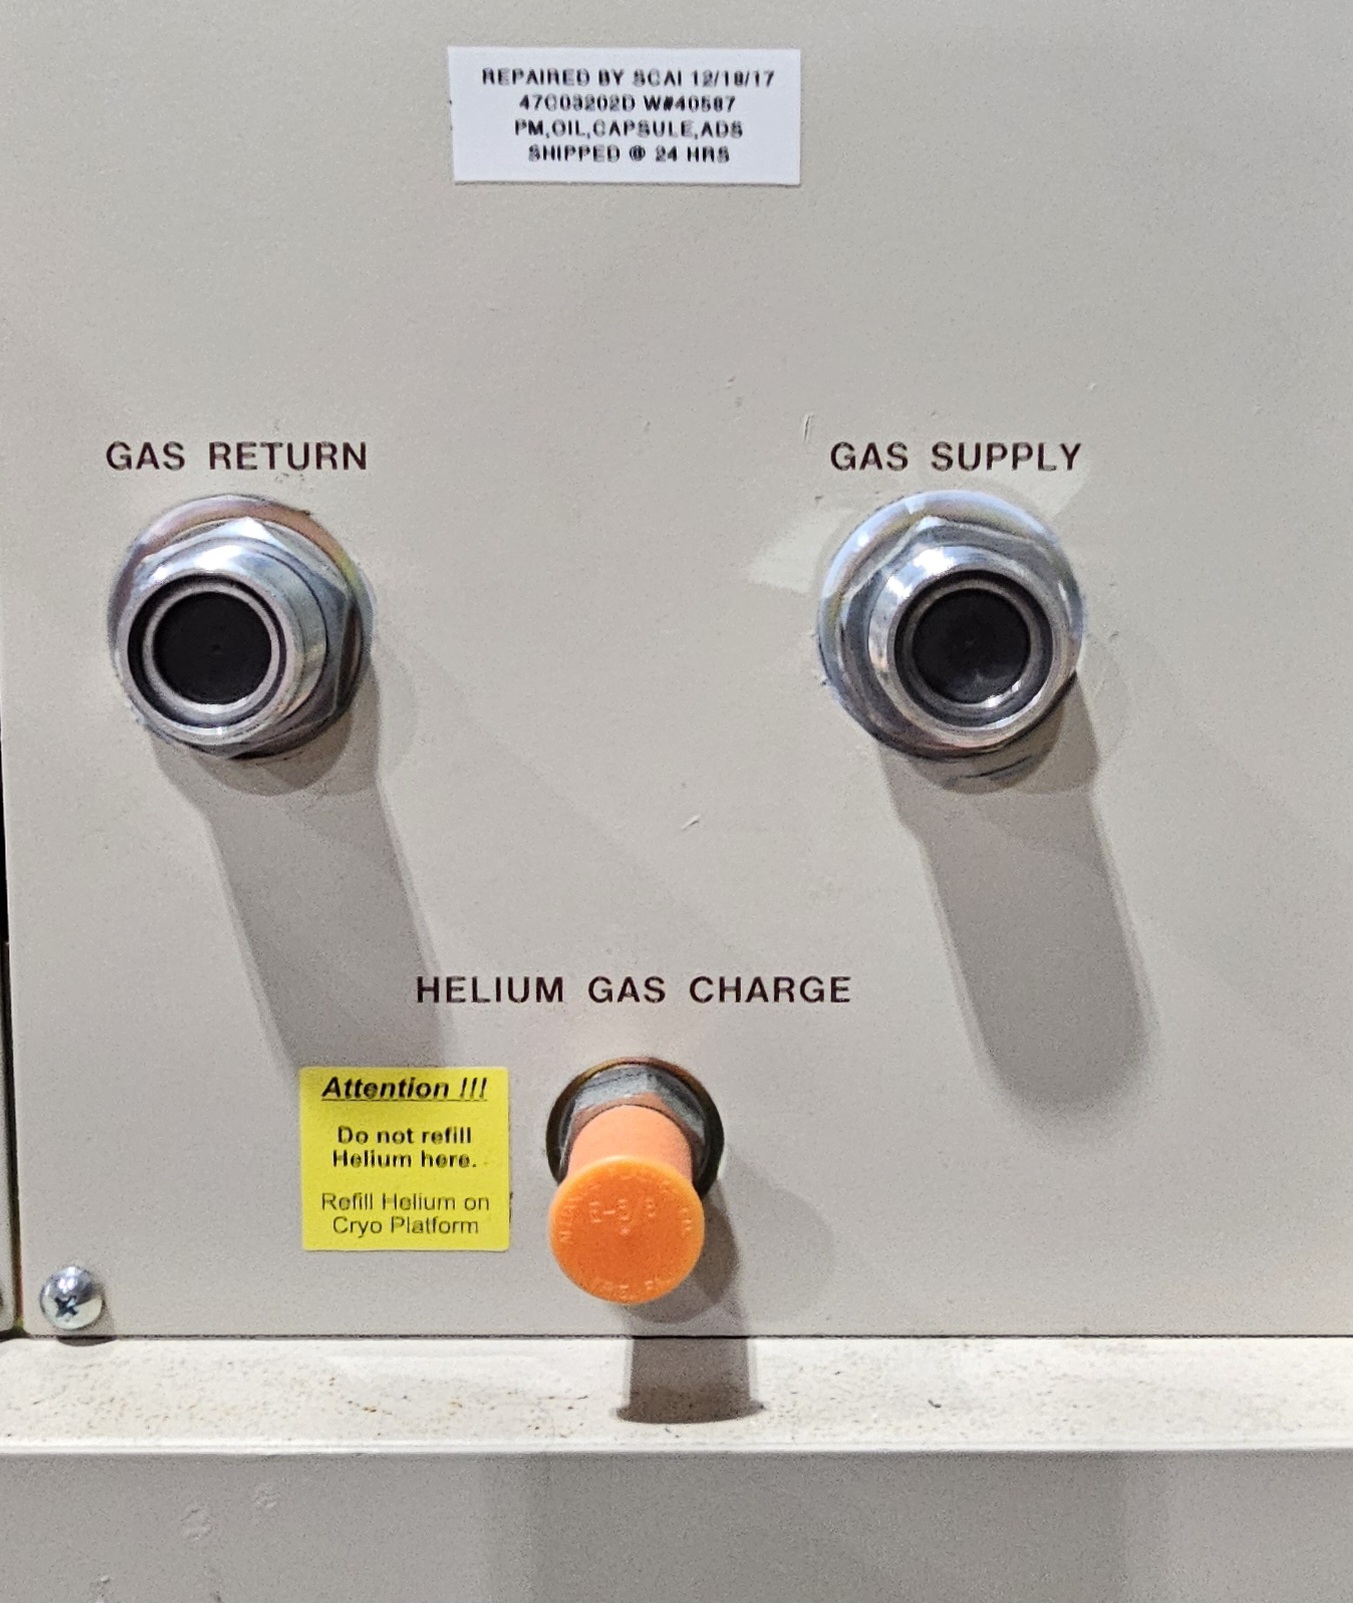 REPAIRED BY SCAI 12/18/17
47C03202D W#40587
PM,OIL,CAPSULE,ADS
SHIPPED @ 24 HRS
GAS RETURN
GAS SUPPLY
HELIUM GAS CHARGE
Attention !!!
Do not refill
Helium here.
Refill Helium on
Cryo Platform